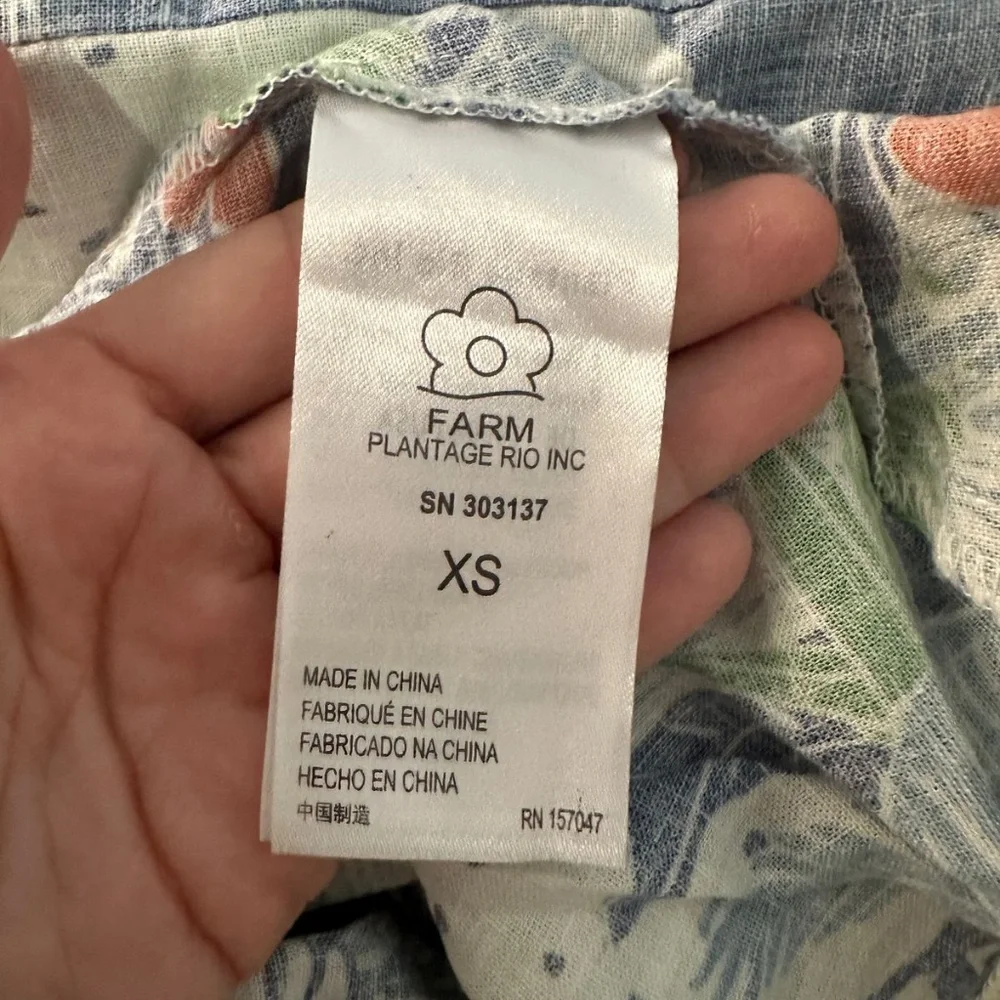 FARM
PLANTAGE RIO INC
SN 303137
XS
MADE IN CHINA
FABRIQUÉ EN CHINE
FABRICADO NA CHINA
HECHO EN CHINA
中国制造
RN 157047